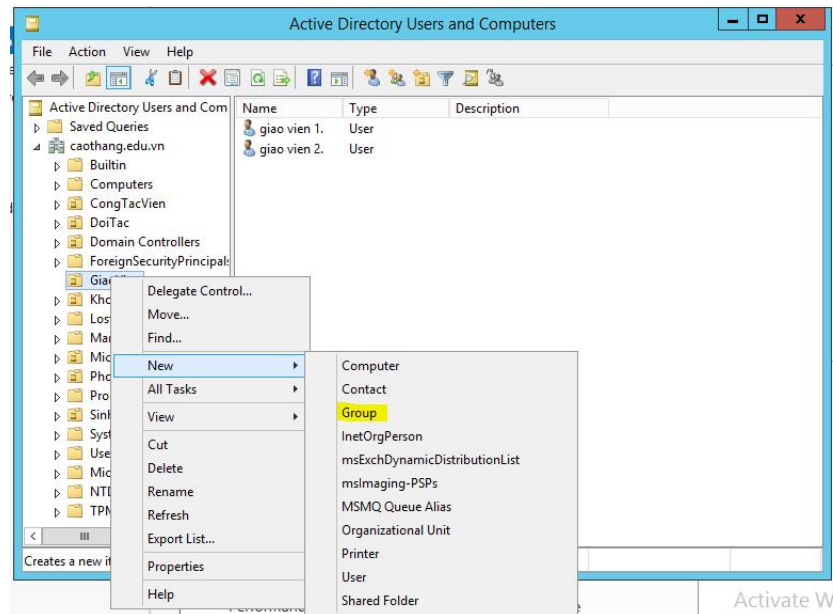 Active Directory Users and Computers
File Action View Help
Active Directory Users and Com
Name Type Description
Saved Queries
giao vien 1. User
caothang.edu.vn
giao vien 2. User
Builtin
Computers
CongTacVien
DoiTac
Domain Controllers
ForeignSecurityPrincipals
Delegate Control...
Move...
Find...
New
All Tasks
View
Cut
Delete
Rename
Refresh
Export List...
Properties
Help
Computer
Contact
Group
InetOrgPerson
msExchDynamicDistributionList
msImaging-PSPs
MSMQ Queue Alias
Organizational Unit
Printer
User
Shared Folder
Creates a new
Activate W